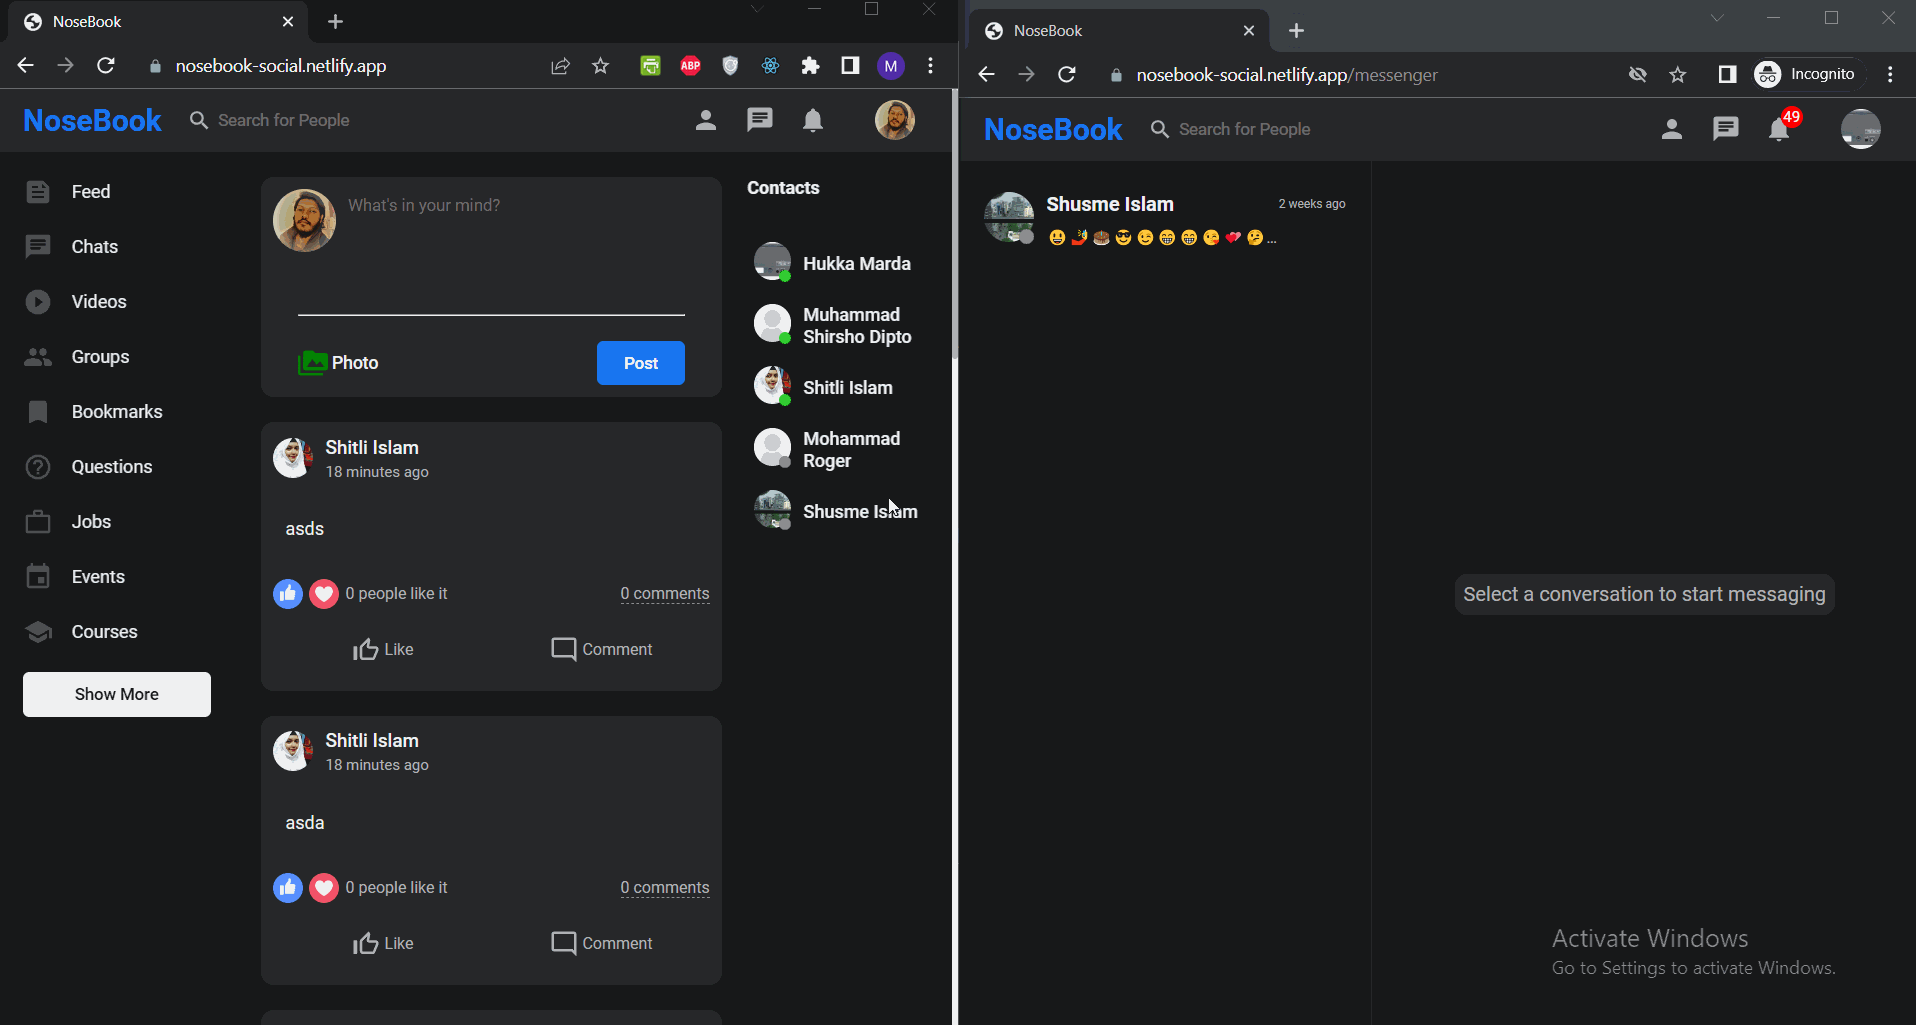 NoseBook
nosebook-social.netlify.app
ABP
M
NoseBook
Search for People
Feed
Chats
Videos
Groups
Bookmarks
Questions
Jobs
Events
Courses
Show More
What's in your mind?
Photo
Post
Shitli Islam
18 minutes ago
asds
0 people like it
0 comments
Like
Comment
Shitli Islam
18 minutes ago
asda
0 people like it
0 comments
Like
Comment
Contacts
Hukka Marda
Muhammad
Shirsho Dipto
Shitli Islam
Mohammad
Roger
Shusme Islam
NoseBook
nosebook-social.netlify.app/messenger
Incognito
NoseBook
Search for People
49
Shusme Islam
2 weeks ago
😃💅🎂😎😉😁😁😘💕🤔...
Select a conversation to start messaging
Activate Windows
Go to Settings to activate Windows.